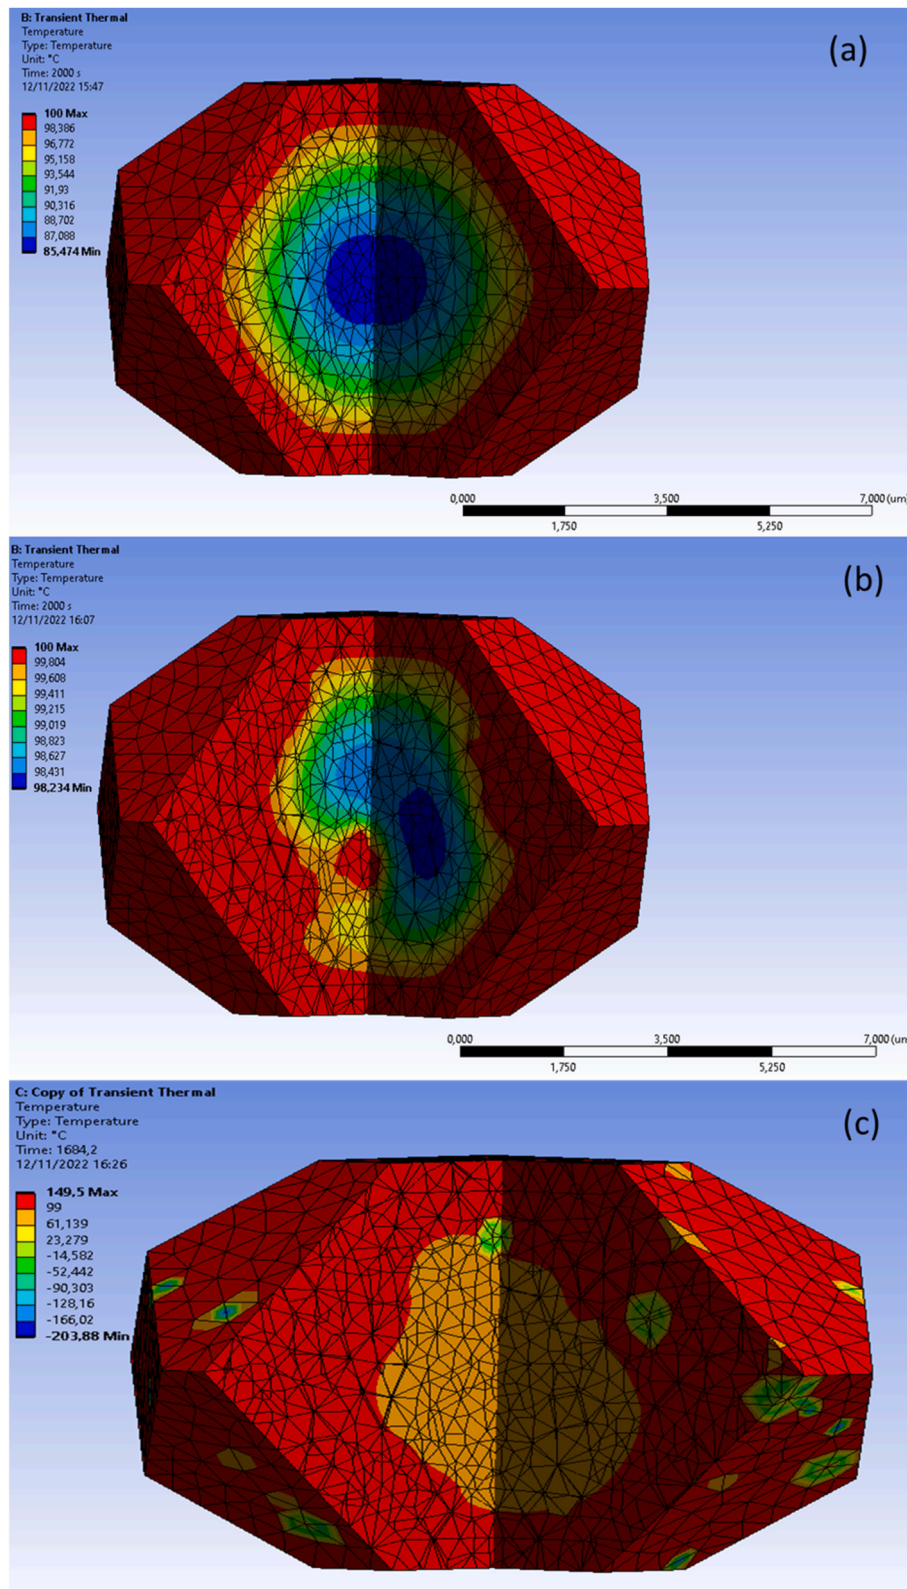 B: Transient Thermal
Temperature
Type: Temperature
Unit: °C
Time: 2000 s
12/11/2022 15:47
(a)
100 Max
98,386
96,772
95,158
93,544
91,93
90,316
88,702
87,088
85,474 Min
0,000 3,500 7,000 (um)
1,750 5,250
B: Transient Thermal
Temperature
Type: Temperature
Unit: °C
Time: 2000 s
12/11/2022 16:07
(b)
100 Max
99,804
99,608
99,411
99,215
99,019
98,823
98,627
98,431
98,234 Min
0,000 3,500 7,000 (um
1,750 5,250
C: Copy of Transient Thermal
Temperature
Type: Temperature
Unit: °C
Time: 1684,2
12/11/2022 16:26
(c)
149,5 Max
99
61,139
23,279
-14,582
-52,442
-90,303
-128,16
-166,02
-203,88 Min